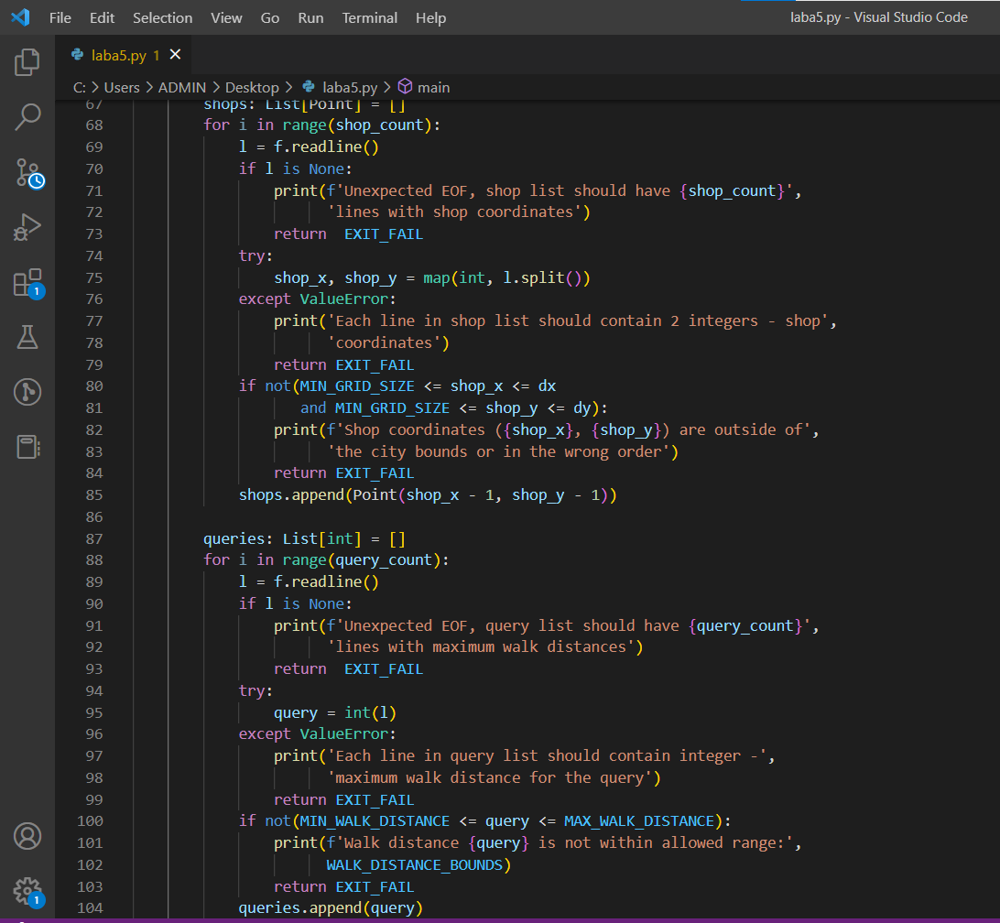 File Edit Selection View Go Run Terminal Help laba5.py - Visual Studio Code
laba5.py 1 ×
C: > Users > ADMIN > Desktop > laba5.py > main
67 shops: List[Point] = []
68 for i in range(shop_count):
69 l = f.readline()
70 if l is None:
71 print(f'Unexpected EOF, shop list should have {shop_count}',
72 'lines with shop coordinates')
73 return  EXIT_FAIL
74 try:
75 shop_x, shop_y = map(int, l.split())
76 except ValueError:
77 print('Each line in shop list should contain 2 integers - shop',
78 'coordinates')
79 return EXIT_FAIL
80 if not(MIN_GRID_SIZE <= shop_x <= dx
81 and MIN_GRID_SIZE <= shop_y <= dy):
82 print(f'Shop coordinates ({shop_x}, {shop_y}) are outside of',
83 'the city bounds or in the wrong order')
84 return EXIT_FAIL
85 shops.append(Point(shop_x - 1, shop_y - 1))
86
87 queries: List[int] = []
88 for i in range(query_count):
89 l = f.readline()
90 if l is None:
91 print(f'Unexpected EOF, query list should have {query_count}',
92 'lines with maximum walk distances')
93 return  EXIT_FAIL
94 try:
95 query = int(l)
96 except ValueError:
97 print('Each line in query list should contain integer -',
98 'maximum walk distance for the query')
99 return EXIT_FAIL
100 if not(MIN_WALK_DISTANCE <= query <= MAX_WALK_DISTANCE):
101 print(f'Walk distance {query} is not within allowed range:',
102 WALK_DISTANCE_BOUNDS)
103 return EXIT_FAIL
104 queries.append(query)
1
1